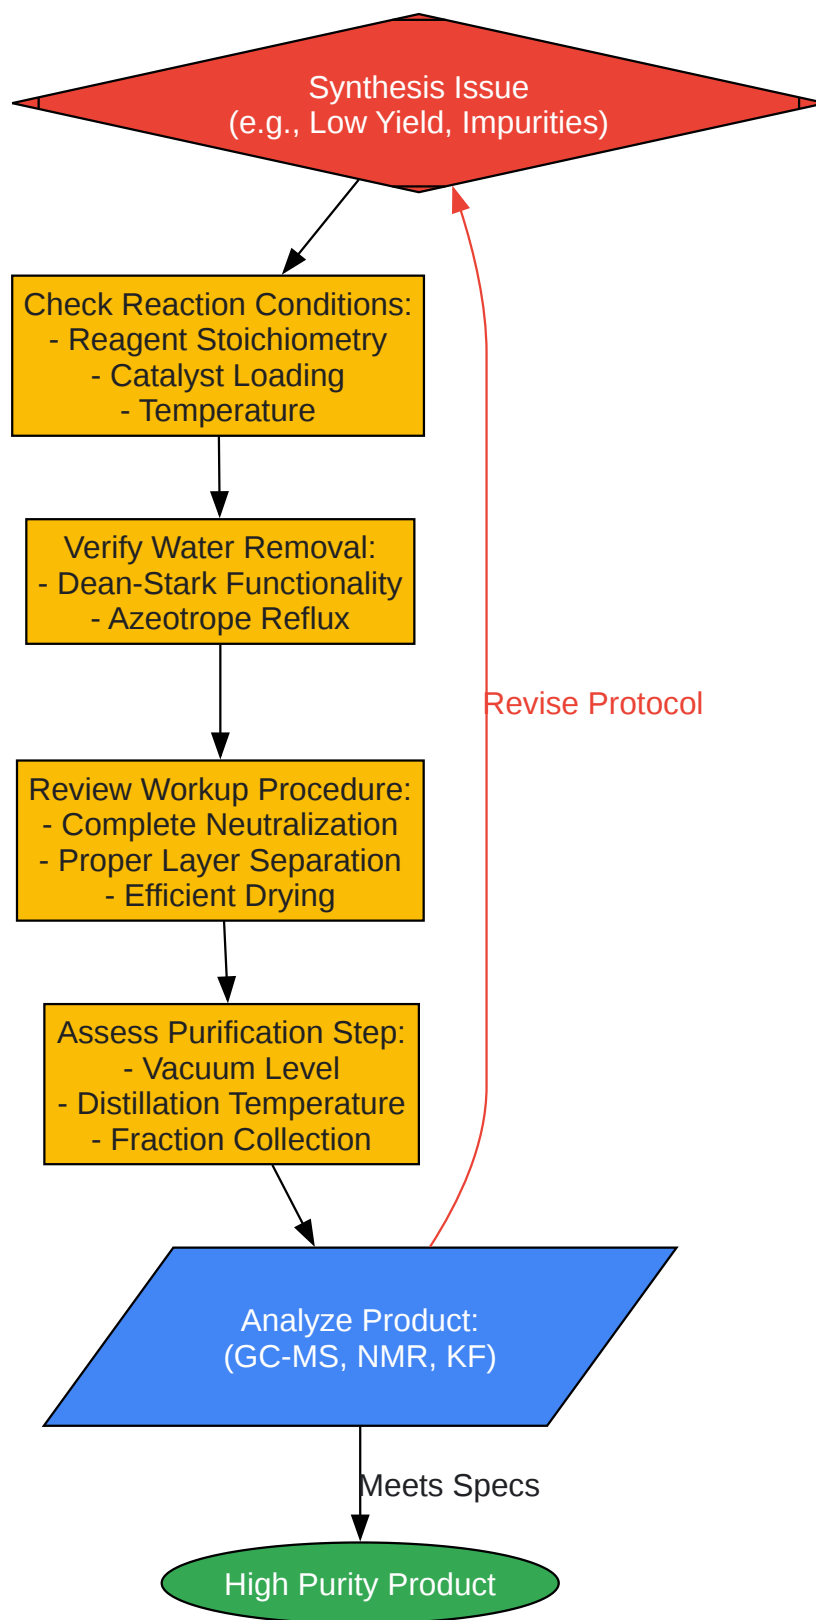 Synthesis Issue
(e.g., Low Yield, Impurities)
Check Reaction Conditions:
- Reagent Stoichiometry
- Catalyst Loading
- Temperature
Verify Water Removal:
- Dean-Stark Functionality
- Azeotrope Reflux
Revise Protocol
Review Workup Procedure:
- Complete Neutralization
- Proper Layer Separation
- Efficient Drying
Assess Purification Step:
- Vacuum Level
- Distillation Temperature
- Fraction Collection
Analyze Product:
(GC-MS, NMR, KF)
Meets Specs
High Purity Product